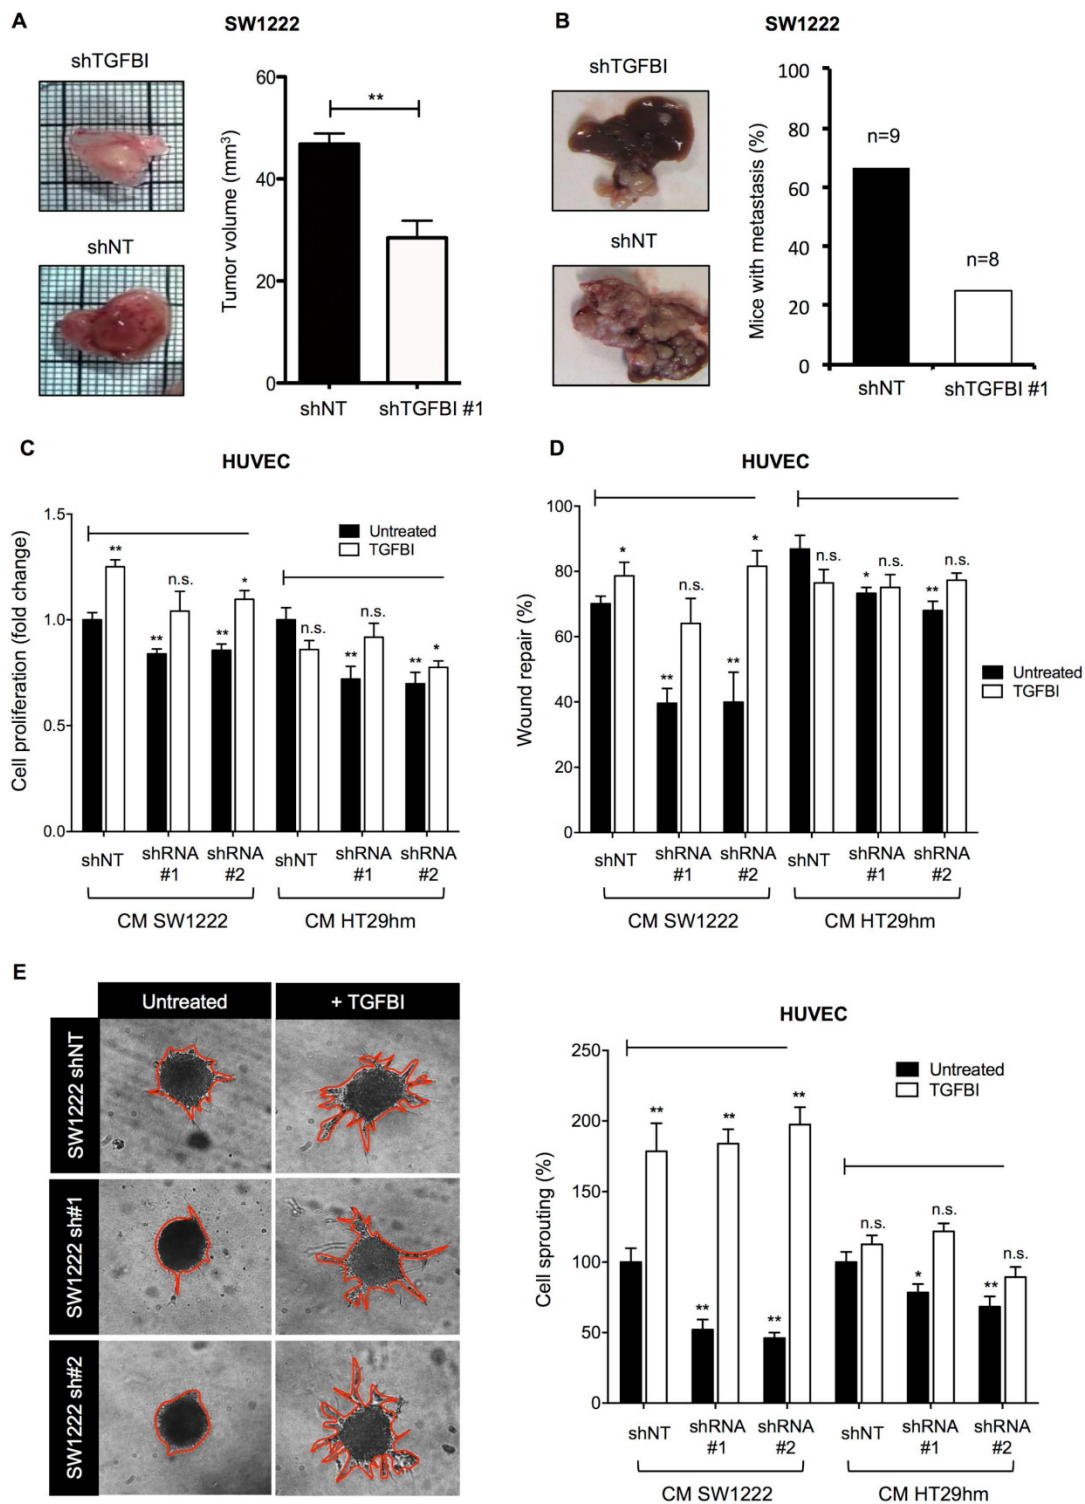 A
SW1222
shTGFBI
shNT
Tumor volume (mm³)
60
40
20
0
**
shNT
shTGFBI #1
B
SW1222
shTGFBI
shNT
Mice with metastasis (%)
100
80
60
40
20
0
n=9
n=8
shNT
shTGFBI #1
C
HUVEC
Cell proliferation (fold change)
1.5
1.0
0.5
0.0
Untreated
TGFBI
**
**
n.s.
**
*
n.s.
**
n.s.
**
*
shNT
shRNA
#1
shRNA
#2
shNT
shRNA
#1
shRNA
#2
CM SW1222
CM HT29hm
D
HUVEC
Wound repair (%)
100
80
60
40
20
0
*
**
n.s.
**
*
n.s.
*
n.s.
**
n.s.
Untreated
TGFBI
shNT
shRNA
#1
shRNA
#2
shNT
shRNA
#1
shRNA
#2
CM SW1222
CM HT29hm
E
Untreated
+ TGFBI
SW1222 shNT
SW1222 sh#1
SW1222 sh#2
HUVEC
Cell sprouting (%)
250
200
150
100
50
0
Untreated
TGFBI
**
**
**
**
**
n.s.
*
n.s.
**
n.s.
shNT
shRNA
#1
shRNA
#2
shNT
shRNA
#1
shRNA
#2
CM SW1222
CM HT29hm